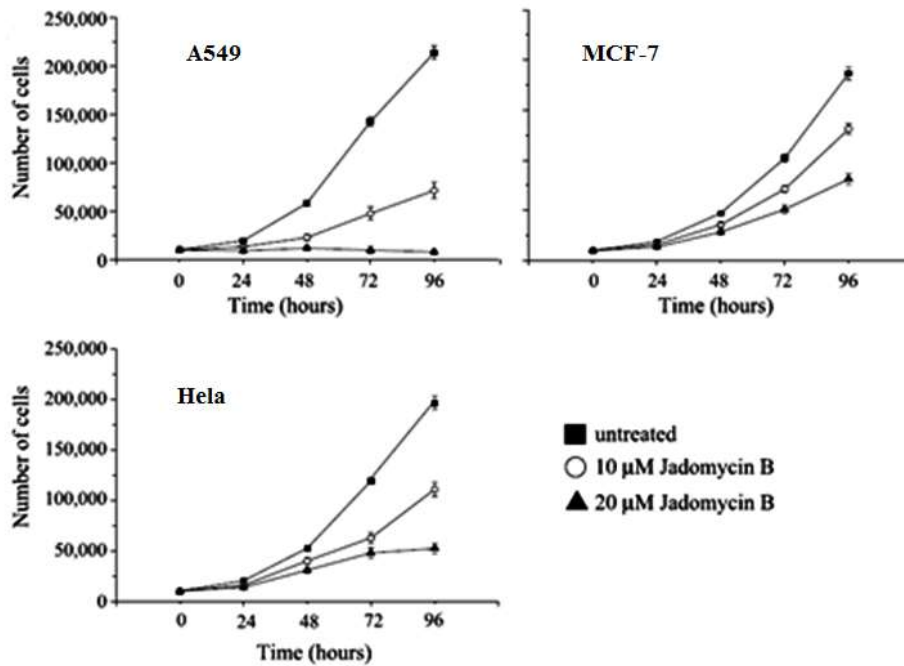 A549
Number of cells
250,000
200,000
150,000
100,000
50,000
0
0 24 48 72 96
Time (hours)
MCF-7
Number of cells
0 24 48 72 96
Time (hours)
Hela
Number of cells
250,000
200,000
150,000
100,000
50,000
0
0 24 48 72 96
Time (hours)
untreated
10 µM Jadomycin B
20 µM Jadomycin B